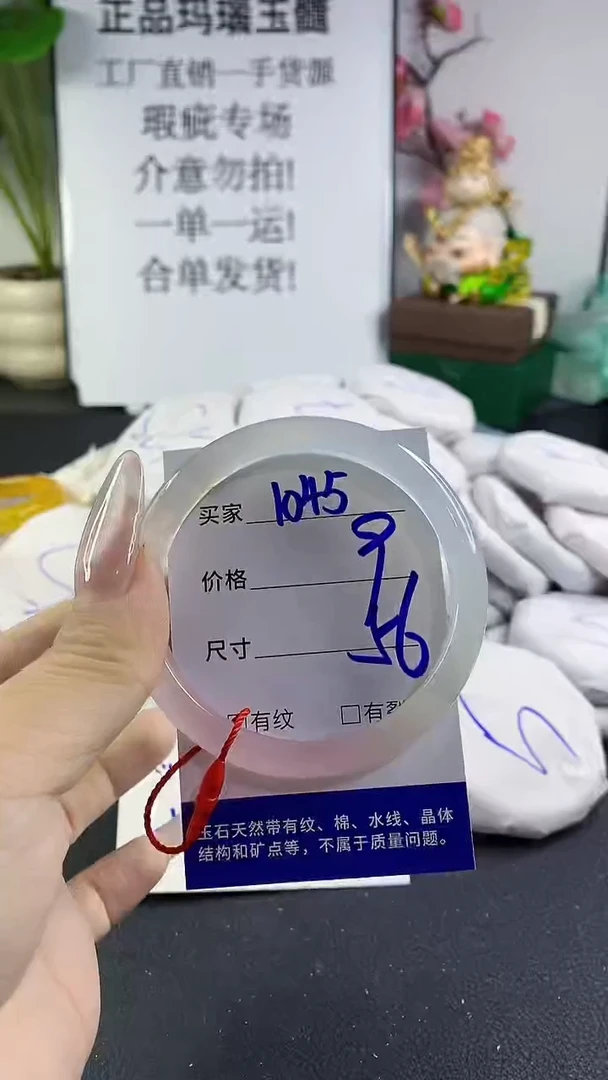 正品玛瑙玉髓
工厂直销一手货源
瑕疵专场
介意勿拍!
一单一运!
合单发货!
买家 1045
价格 9
尺寸 56
有纹 □有裂
玉石天然带有纹、棉、水线、晶体
结构和矿点等，不属于质量问题。